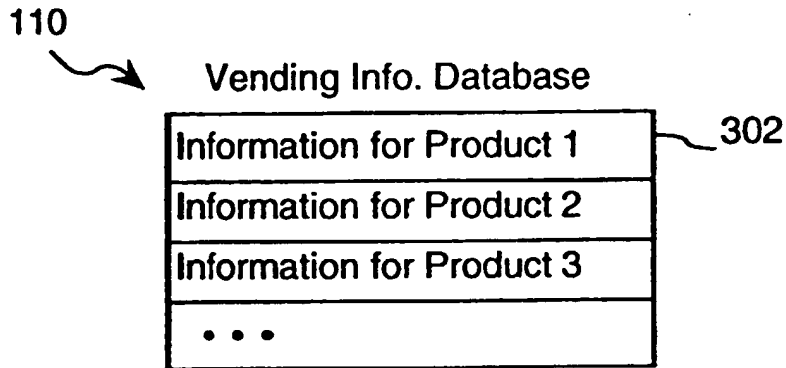 110
Vending Info. Database
Information for Product 1
302
Information for Product 2
Information for Product 3
• • •